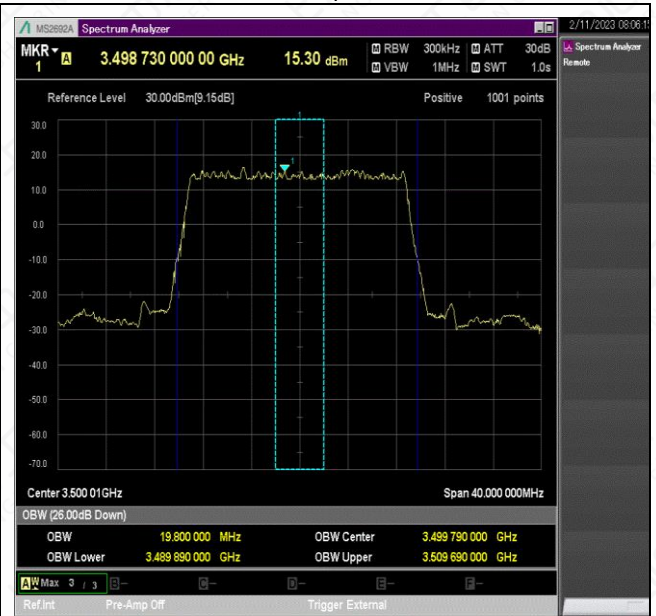 MS2692A Spectrum Analyzer 2/11/2023 08:06:15
MKR A 3.498 730 000 00 GHz 15.30 dBm M RBW 300kHz M ATT 30dB
1 M VBW 1MHz M SWT 1.0s
Spectrum Analyzer
Remote
Reference Level 30.00dBm[9.15dB] Positive 1001 points
1
30.0
20.0
1
10.0
0.0
-10.0
-20.0
-30.0
-40.0
-50.0
-60.0
-70.0
Center 3.500 01GHz Span 40.000 000MHz
OBW (26.00dB Down)
OBW 19.800 000 MHz OBW Center 3.499 790 000 GHz
OBW Lower 3.489 890 000 GHz OBW Upper 3.509 690 000 GHz
A W Max 3 / 3 B- C- D- E- F-
Ref.Int Pre-Amp Off Trigger External